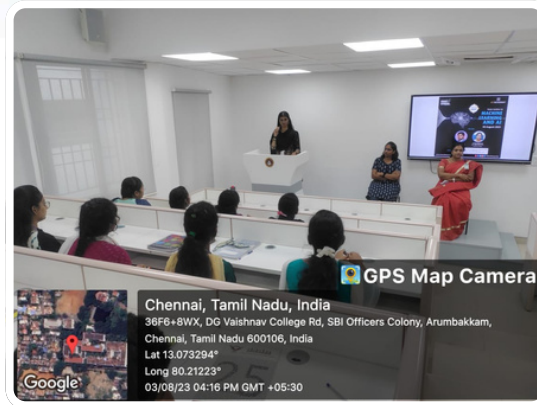 MACHINE
LEARNING
AND AI
GPS Map Camera
Chennai, Tamil Nadu, India
36F6+8WX, DG Vaishnav College Rd, SBI Officers Colony, Arumbakkam,
Chennai, Tamil Nadu 600106, India
Lat 13.073294°
Long 80.21223°
03/08/23 04:16 PM GMT +05:30
Google
25